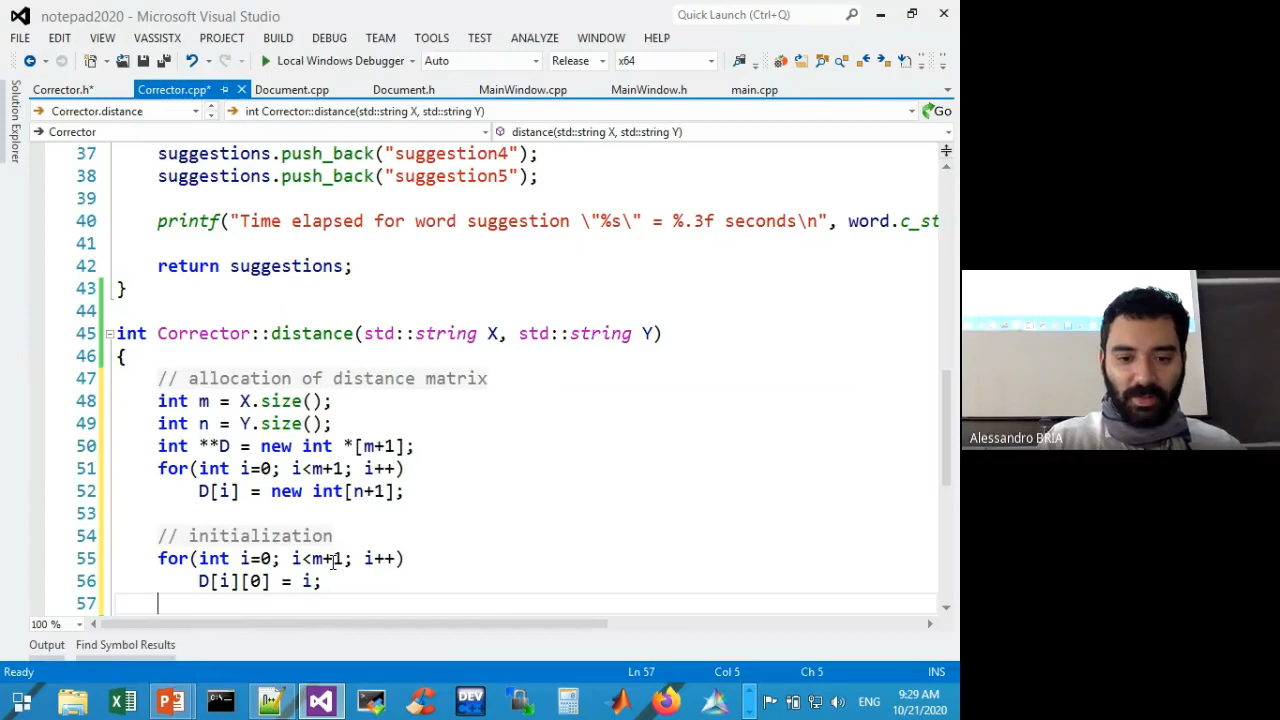 notepad2020 - Microsoft Visual Studio
Quick Launch (Ctrl+Q)
FILE EDIT VIEW VASSISTX PROJECT BUILD DEBUG TEAM TOOLS TEST ANALYZE WINDOW HELP
Local Windows Debugger Auto Release x64
Solution Explorer
Corrector.h* Corrector.cpp* Document.cpp Document.h MainWindow.cpp MainWindow.h main.cpp
Corrector.distance int Corrector::distance(std::string X, std::string Y) Go
Corrector distance(std::string X, std::string Y)
37 suggestions.push_back("suggestion4");
38 suggestions.push_back("suggestion5");
39
40 printf("Time elapsed for word suggestion \"%s\" = %.3f seconds\n", word.c_st
41
42 return suggestions;
43 }
44
45 int Corrector::distance(std::string X, std::string Y)
46 {
47 // allocation of distance matrix
48 int m = X.size();
49 int n = Y.size();
50 int **D = new int *[m+1];
51 for(int i=0; i<m+1; i++)
52 D[i] = new int[n+1];
53
54 // initialization
55 for(int i=0; i<m+1; i++)
56 D[i][0] = i;
57
100 %
Output Find Symbol Results
Ready Ln 57 Col 5 Ch 5 INS
DEV
ENG
9:29 AM
10/21/2020
Alessandro BRIA